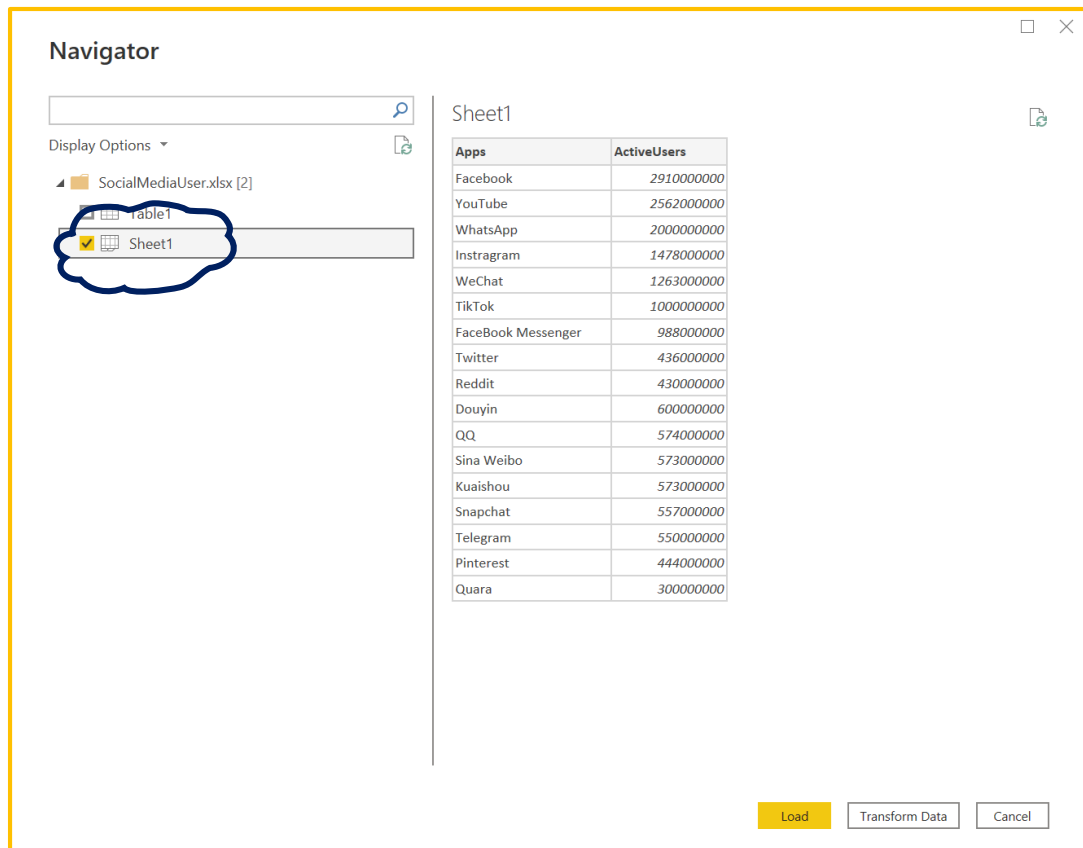 Navigator
Display Options
SocialMediaUser.xlsx [2]
Table1
Sheet1
Sheet1
Apps ActiveUsers
Facebook 2910000000
YouTube 2562000000
WhatsApp 2000000000
Instragram 1478000000
WeChat 1263000000
TikTok 1000000000
FaceBook Messenger 988000000
Twitter 436000000
Reddit 430000000
Douyin 600000000
QQ 574000000
Sina Weibo 573000000
Kuaishou 573000000
Snapchat 557000000
Telegram 550000000
Pinterest 444000000
Quara 300000000
Load Transform Data Cancel